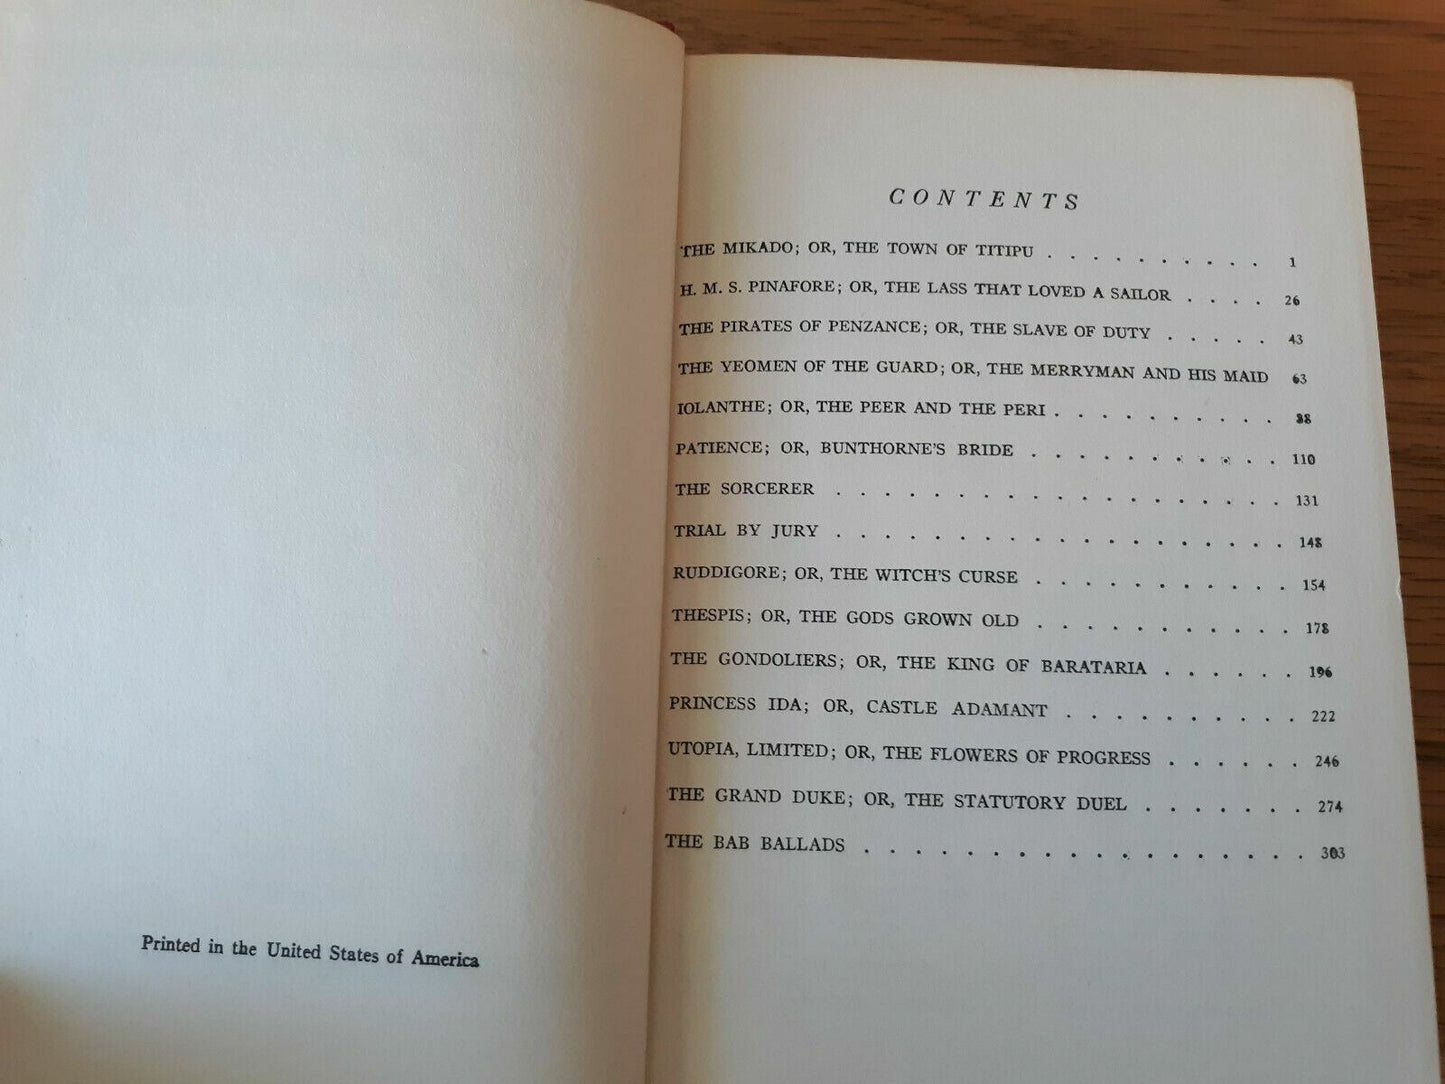 Printed in the United States of America
CONTENTS
THE MIKADO; OR, THE TOWN OF TITIPU . . . . . . . . . . 1
H. M. S. PINAFORE; OR, THE LASS THAT LOVED A SAILOR . . . . 26
THE PIRATES OF PENZANCE; OR, THE SLAVE OF DUTY . . . . . 43
THE YEOMEN OF THE GUARD; OR, THE MERRYMAN AND HIS MAID 63
IOLANTHE; OR, THE PEER AND THE PERI . . . . . . . . . . 88
PATIENCE; OR, BUNTHORNE'S BRIDE . . . . . . . . . . . 110
THE SORCERER . . . . . . . . . . . . . . . . . . . 131
TRIAL BY JURY . . . . . . . . . . . . . . . . . . . 148
RUDDIGORE; OR, THE WITCH'S CURSE . . . . . . . . . . . 154
THESPIS; OR, THE GODS GROWN OLD . . . . . . . . . . . 178
THE GONDOLIERS; OR, THE KING OF BARATARIA . . . . . . 196
PRINCESS IDA; OR, CASTLE ADAMANT . . . . . . . . . . 222
UTOPIA, LIMITED; OR, THE FLOWERS OF PROGRESS . . . . . . 246
THE GRAND DUKE; OR, THE STATUTORY DUEL . . . . . . . 274
THE BAB BALLADS . . . . . . . . . . . . . . . . . . 303